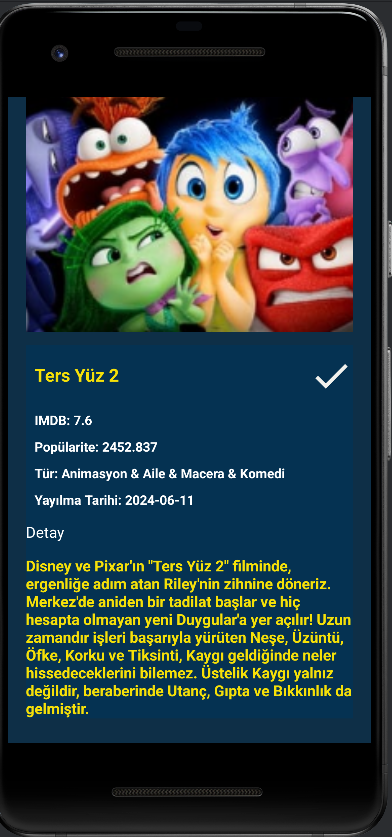 Ters Yüz 2
IMDB: 7.6
Popülarite: 2452.837
Tür: Animasyon & Aile & Macera & Komedi
Yayılma Tarihi: 2024-06-11
Detay
Disney ve Pixar'ın "Ters Yüz 2" filminde,
ergenliğe adım atan Riley'nin zihnine döneriz.
Merkez'de aniden bir tadilat başlar ve hiç
hesapta olmayan yeni Duygular'a yer açılır! Uzun
zamandır işleri başarıyla yürüten Neşe, Üzüntü,
Öfke, Korku ve Tiksinti, Kaygı geldiğinde neler
hissedeceklerini bilemez. Üstelik Kaygı yalnız
değildir, beraberinde Utanç, Gıpta ve Bıkkınlık da
gelmiştir.